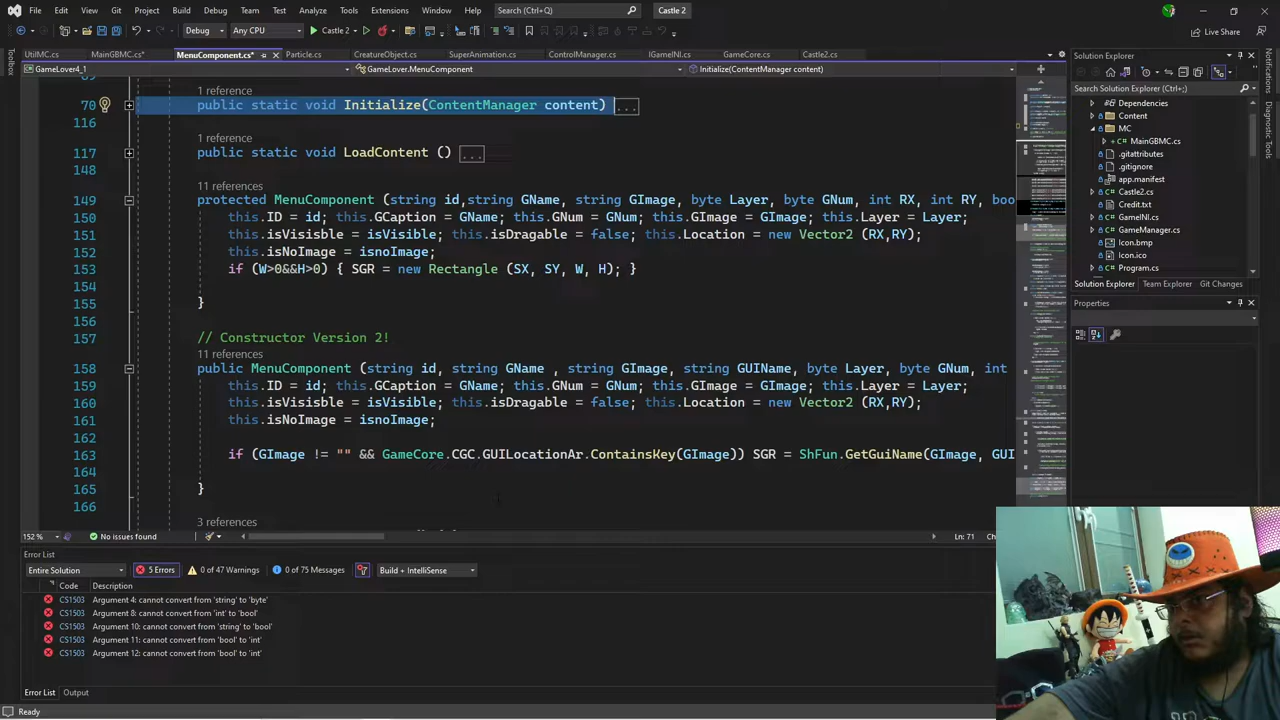 File Edit View Git Project Build Debug Team Test Analyze Tools Extensions Window Help Search (Ctrl+Q) Castle 2
Debug Any CPU Castle 2 Live Share
UtilMC.cs MainGBMC.cs* MenuComponent.cs* Particle.cs CreatureObject.cs SuperAnimation.cs ControlManager.cs IGameINI.cs GameCore.cs Castle2.cs
GameLover4_1 GameLover.MenuComponent Initialize(ContentManager content)
69
1 reference
70 public static void Initialize(ContentManager content) ...
116
1 reference
117 public static void LoadContent () ...
148
11 references
149 protected MenuComponent (string id,string GName, string GImage, byte Layer, byte GNum, int RX, int RY, boo
150 this.ID = id; this.GCaption = GName; this.GNum = GNum; this.GImage = GImage; this.Layer = Layer;
151 this.isVisible = isVisible; this.isragable = false; this.Location = new Vector2 (RX,RY);
152 this.isNoImage = isnoImage;
153 if (W>0&&H>0) { SGR = new Rectangle (SX, SY, W, H); }
154
155 }
156
157 // Constructor Version 2!
11 references
158 public MenuComponent (string id, string GName , string GImage, string GUIName, byte Layer, byte GNum, int
159 this.ID = id; this.GCaption = GName; this.GNum = GNum; this.GImage = GImage; this.Layer = Layer;
160 this.isVisible = isVisible; this.isragable = false; this.Location = new Vector2 (RX,RY);
161 this.isNoImage = isnoImage;
162
163 if (GImage != "" && GameCore.CGC.GUILocationAr.ContainsKey(GImage)) SGR = ShFun.GetGuiName(GImage, GUI
164
165 }
166
3 references
152 % No issues found Ln: 71 Ch
Error List
Entire Solution 5 Errors 0 of 47 Warnings 0 of 75 Messages Build + IntelliSense
Code Description
CS1503 Argument 4: cannot convert from 'string' to 'byte'
CS1503 Argument 8: cannot convert from 'int' to 'bool'
CS1503 Argument 10: cannot convert from 'string' to 'bool'
CS1503 Argument 11: cannot convert from 'bool' to 'int'
CS1503 Argument 12: cannot convert from 'bool' to 'int'
Error List Output
Ready
Toolbox
Solution Explorer
Search Solution Explorer (Ctrl+;)
Dependencies
Content
MC
MainGBMC.cs
.gitattributes
.gitignore
app.manifest
Castle2.cs
Credit.txt
GameINI.cs
GameManager.cs
Icon.bmp
Icon.ico
Program.cs
Solution Explorer Team Explorer Git Changes
Properties
Notifications
Diagnostic Tools